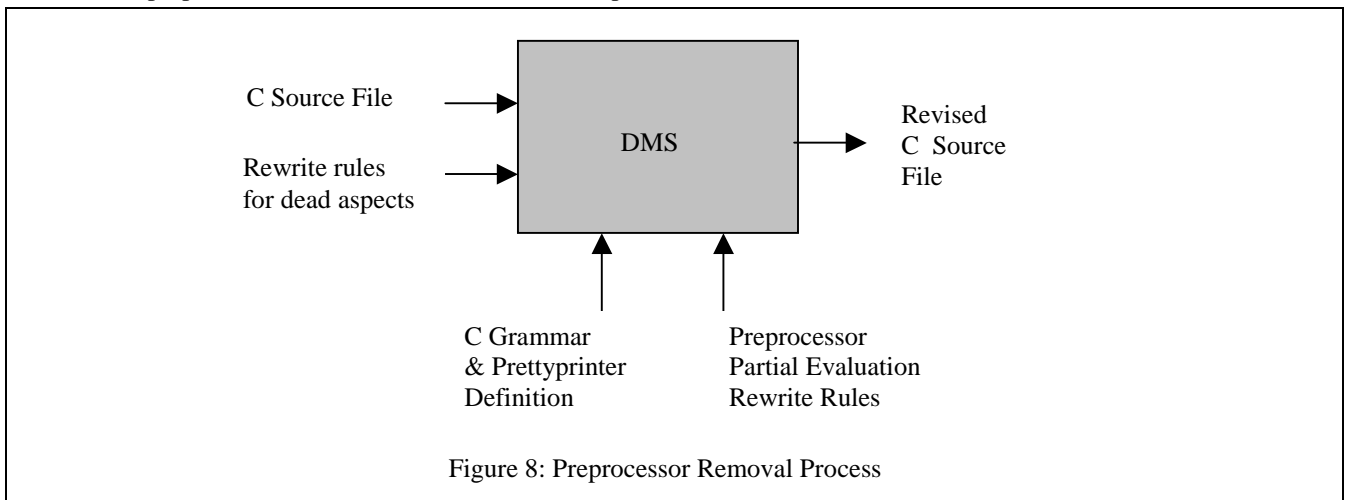 C Source File
Rewrite rules
for dead aspects
DMS
Revised
C Source
File
C Grammar
& Prettyprinter
Definition
Preprocessor
Partial Evaluation
Rewrite Rules
Figure 8: Preprocessor Removal Process